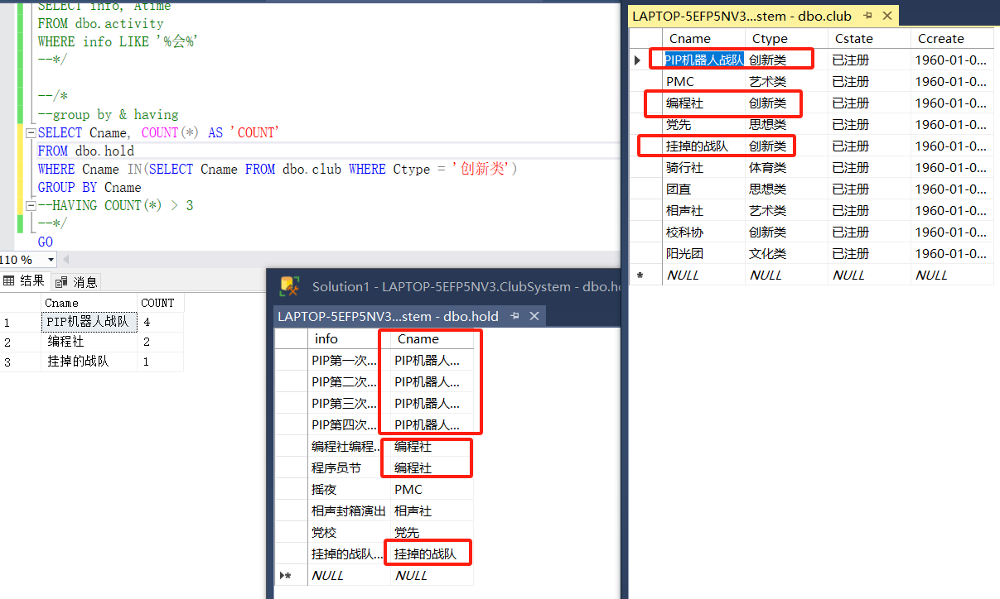 SELECT info, Atime
FROM dbo.activity
WHERE info LIKE '%会%'
--*/
--/*
--group by & having
SELECT Cname, COUNT(*) AS 'COUNT'
FROM dbo.hold
WHERE Cname IN(SELECT Cname FROM dbo.club WHERE Ctype = '创新类')
GROUP BY Cname
--HAVING COUNT(*) > 3
--*/
GO
110 %
结果 消息
Cname COUNT
1 PIP机器人战队 4
2 编程社 2
3 挂掉的战队 1
Solution1 - LAPTOP-5EFP5NV3.ClubSystem - dbo.ho
LAPTOP-5EFP5NV3...stem - dbo.hold
info Cname
PIP第一次... PIP机器人...
PIP第二次... PIP机器人...
PIP第三次... PIP机器人...
PIP第四次... PIP机器人...
编程社编程... 编程社
程序员节 编程社
摇夜 PMC
相声封箱演出 相声社
党校 党先
挂掉的战队... 挂掉的战队
NULL NULL
LAPTOP-5EFP5NV3...stem - dbo.club
Cname Ctype Cstate Ccreate
PIP机器人战队 创新类 已注册 1960-01-0...
PMC 艺术类 已注册 1960-01-0...
编程社 创新类 已注册 1960-01-0...
党先 思想类 已注册 1960-01-0...
挂掉的战队 创新类 已注册 1960-01-0...
骑行社 体育类 已注册 1960-01-0...
团直 思想类 已注册 1960-01-0...
相声社 艺术类 已注册 1960-01-0...
校科协 创新类 已注册 1960-01-0...
阳光团 文化类 已注册 1960-01-0...
NULL NULL NULL NULL